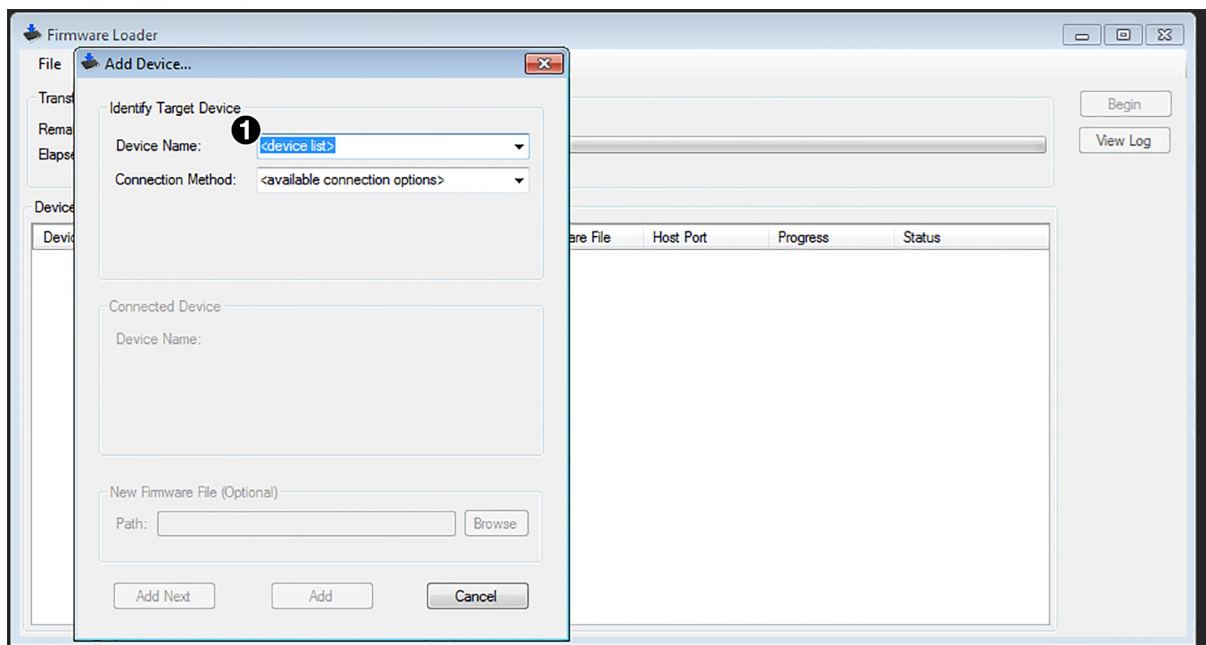 Firmware Loader
File
Add Device...
Transf
Rema
Elapse
Begin
View Log
Identify Target Device
1
Device Name: <device list>
Connection Method: <available connection options>
Device
Devic
are File Host Port Progress Status
Connected Device
Device Name:
New Firmware File (Optional)
Path: Browse
Add Next Add Cancel